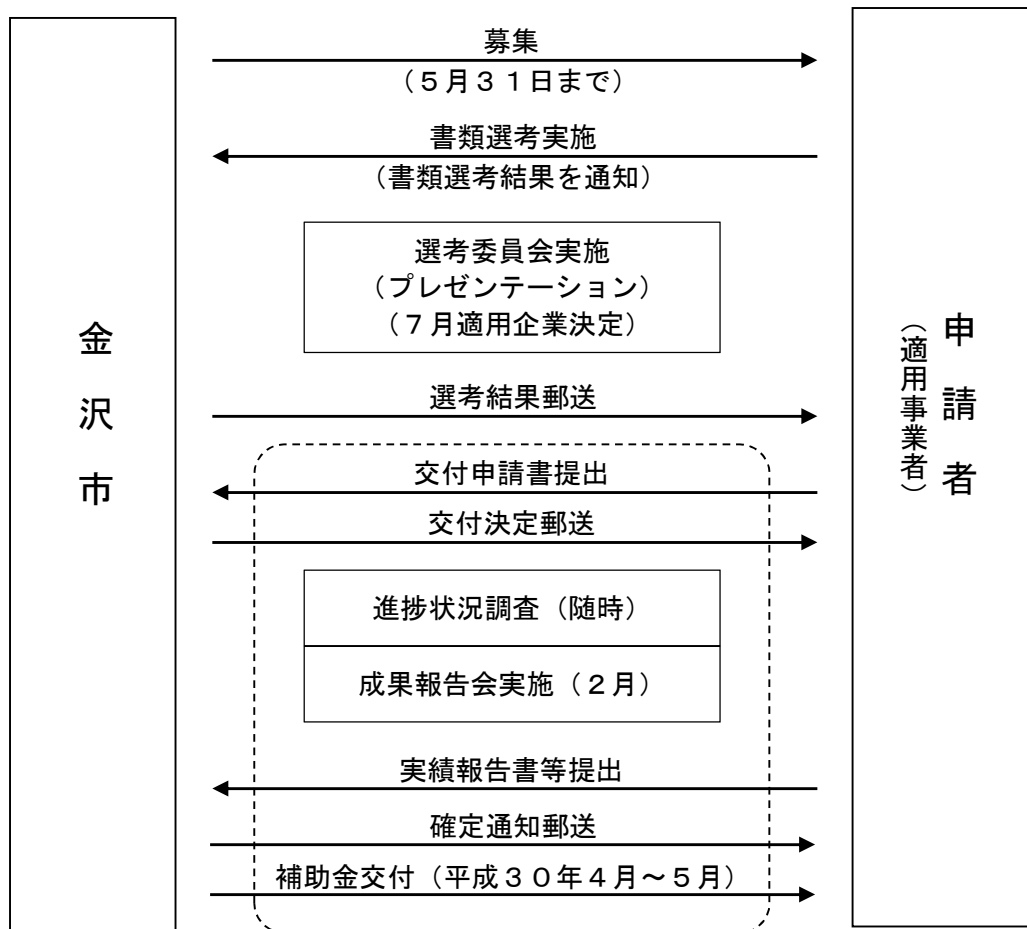 募集
（５月３１日まで）
書類選考実施
（書類選考結果を通知）
選考委員会実施
（プレゼンテーション）
（７月適用企業決定）
金沢市
選考結果郵送
申請者
（適用事業者）
交付申請書提出
交付決定郵送
進捗状況調査（随時）
成果報告会実施（２月）
実績報告書等提出
確定通知郵送
補助金交付（平成３０年４月～５月）